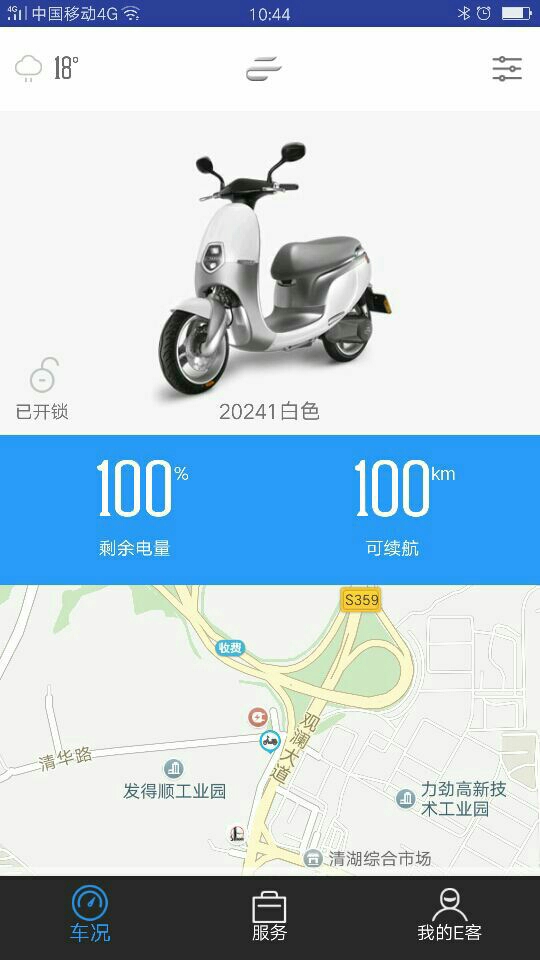 4G 中国移动4G 10:44
18°
已开锁
20241白色
100% 100km
剩余电量 可续航
S359
收费
观澜大道
清华路
发得顺工业园
力劲高新技
术工业园
清湖综合市场
车况 服务 我的E客